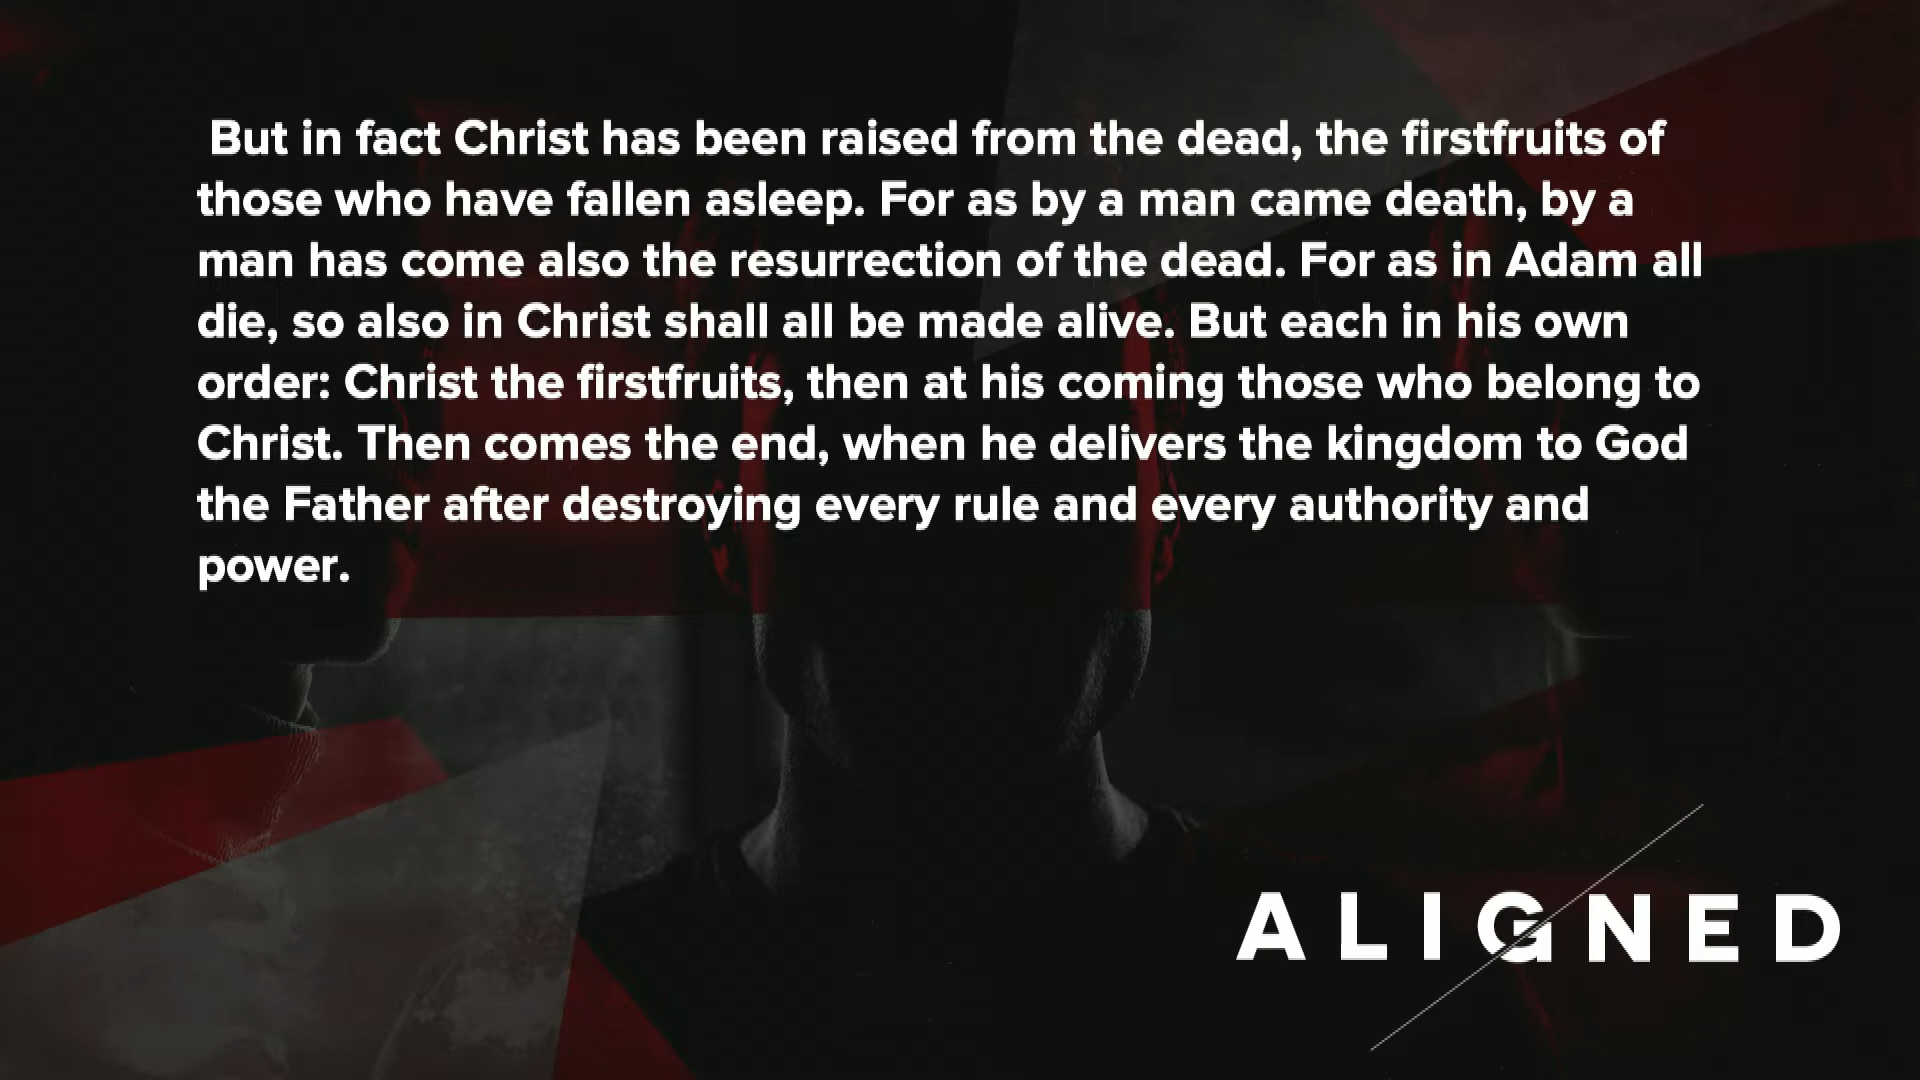 But in fact Christ has been raised from the dead, the firstfruits of
those who have fallen asleep. For as by a man came death, by a
man has come also the resurrection of the dead. For as in Adam all
die, so also in Christ shall all be made alive. But each in his own
order: Christ the firstfruits, then at his coming those who belong to
Christ. Then comes the end, when he delivers the kingdom to God
the Father after destroying every rule and every authority and
power.
ALIGNED